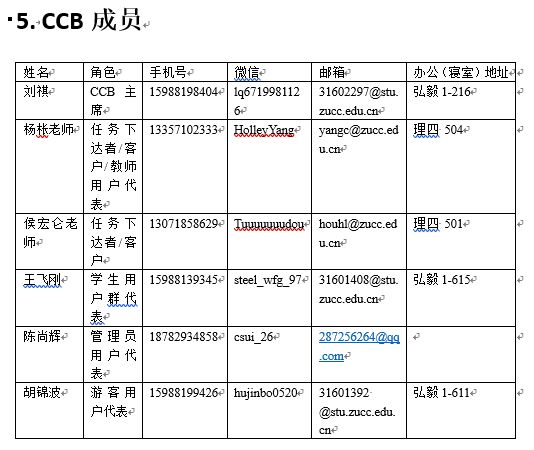 5. CCB 成员
姓名 角色 手机号 微信 邮箱 办公（寝室）地址
刘祺 CCB 主席 15988198404 lq6719981126 31602297@stu.zucc.edu.cn 弘毅 1-216
杨枨老师 任务下达者/客户/教师用户代表 13357102333 HolleyYang yangc@zucc.edu.cn 理四 504
侯宏仑老师 任务下达者/客户 13071858629 Tuuuuuuudou houhl@zucc.edu.cn 理四 501
王飞刚 学生用户群代表 15988139345 steel_wfg_97 31601408@stu.zucc.edu.cn 弘毅 1-615
陈尚辉 管理员用户代表 18782934858 csui_26 287256264@qq.com
胡锦波 游客用户代表 15988199426 hujinbo0520 31601392 @stu.zucc.edu.cn 弘毅 1-611